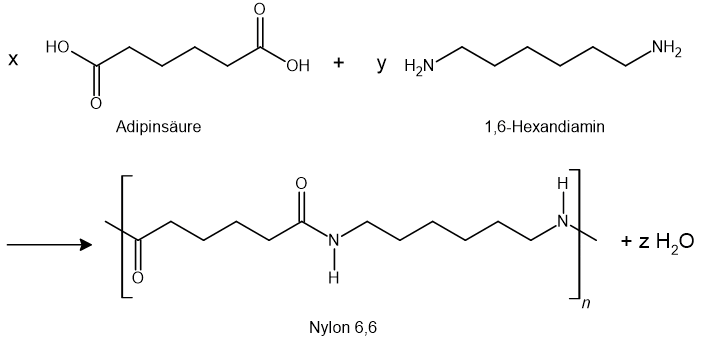 x HO O O OH + y H₂N NH₂
Adipinsäure 1,6-Hexandiamin
O O N H H N n + z H₂O
Nylon 6,6